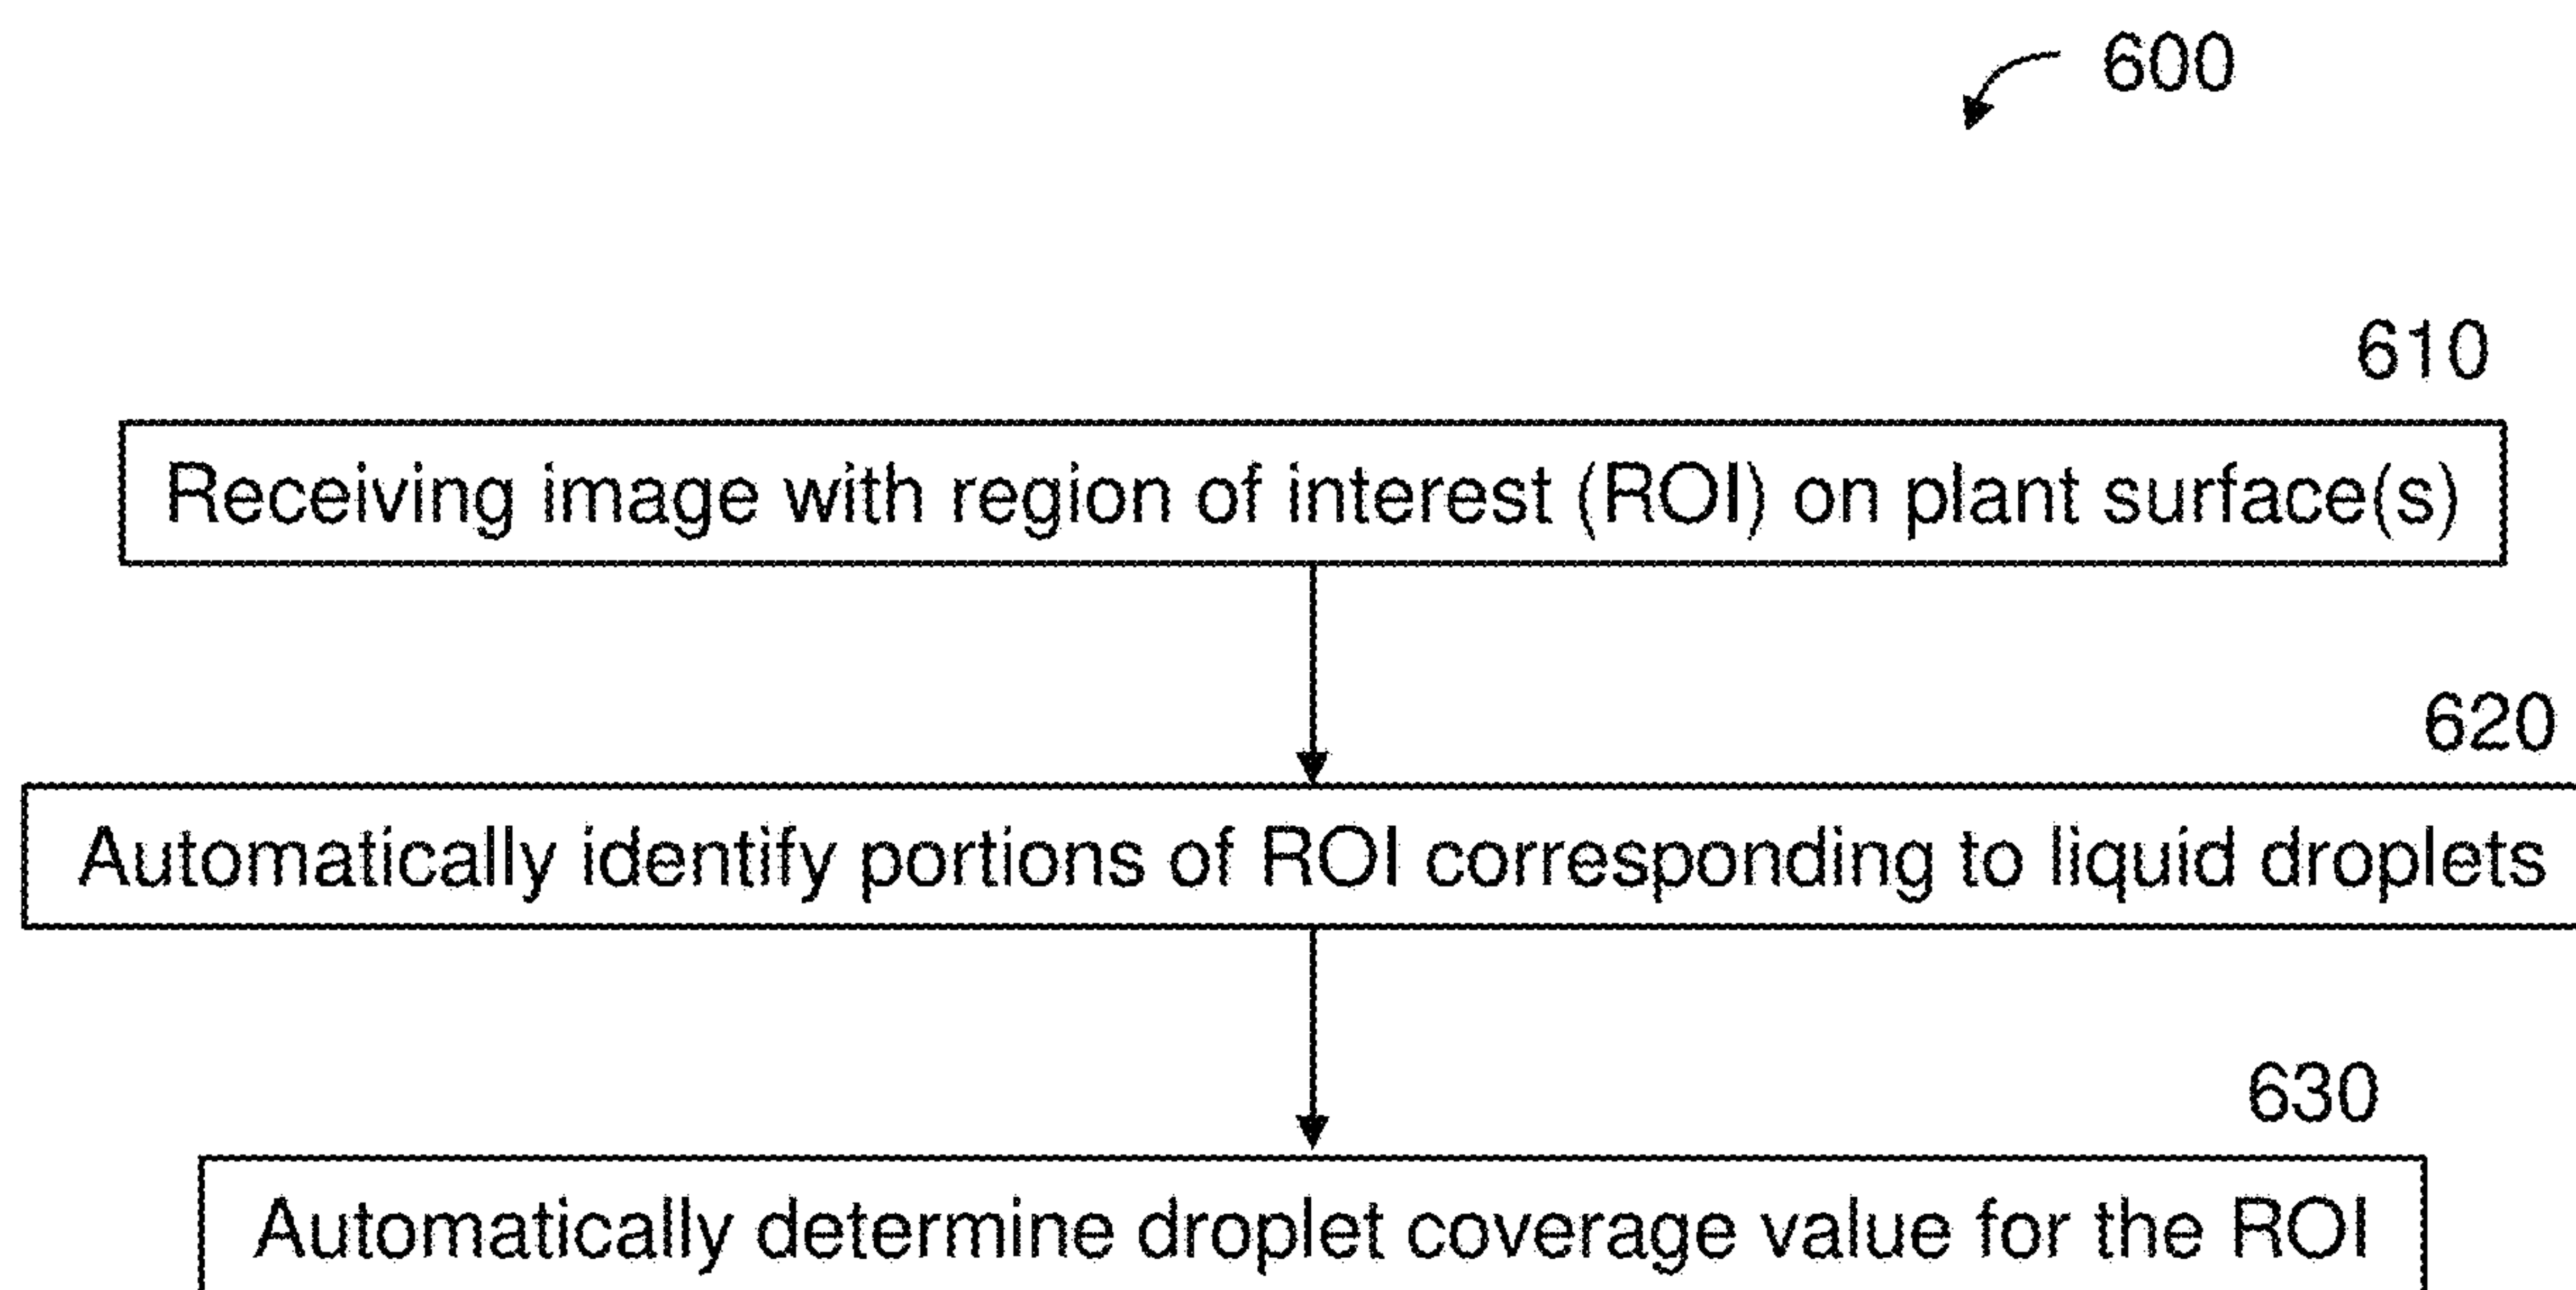 600
610
Receiving image with region of interest (ROI) on plant surface(s)
620
Automatically identify portions of ROI corresponding to liquid droplets
630
Automatically determine droplet coverage value for the ROI